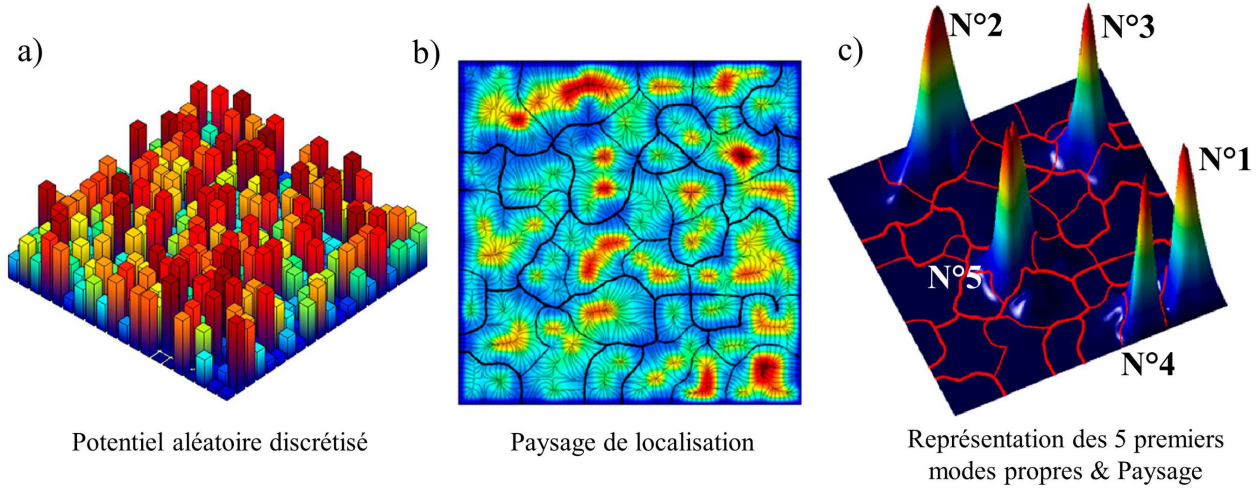 a)
b)
c)
N°2
N°3
N°1
N°5
N°4
Potentiel aléatoire discrétisé
Paysage de localisation
Représentation des 5 premiers
modes propres & Paysage